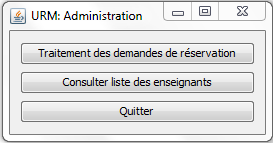 URM: Administration
Traitement des demandes de réservation
Consulter liste des enseignants
Quitter